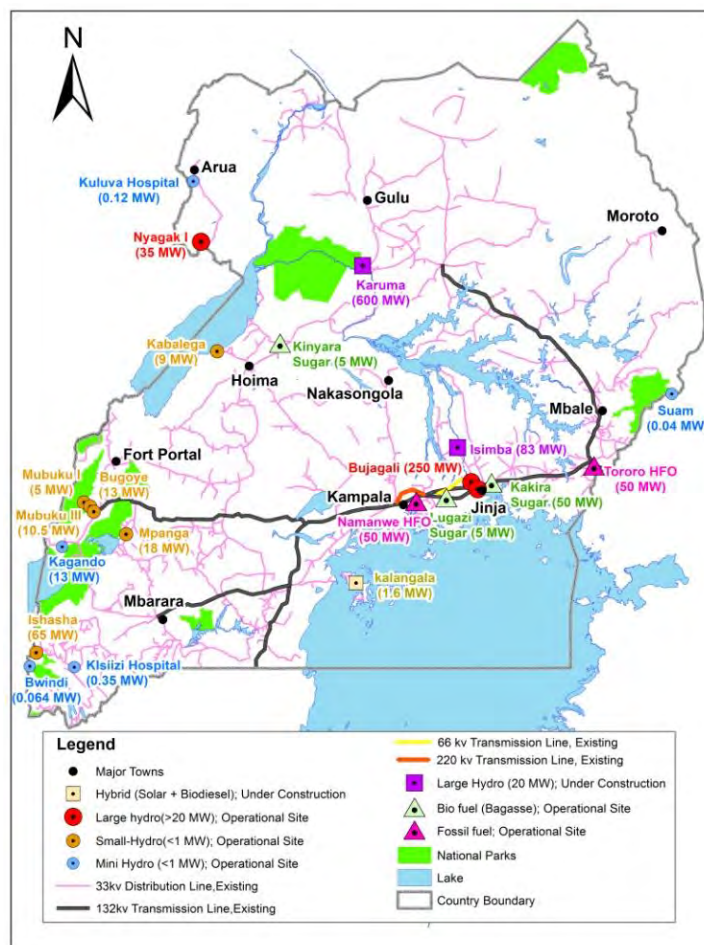 N
Arua
Kuluva Hospital
(0.12 MW)
Gulu
Moroto
Nyagak I
(35 MW)
Karuma
(600 MW)
Kabalega
(9 MW)
Kinyara
Sugar (5 MW)
Hoima
Nakasongola
Mbale
Suam
(0.04 MW)
Isimba (83 MW)
Fort Portal
Bujagali (250 MW)
Tororo HFO
(50 MW)
Mubuku I
(5 MW)
Bugoye
(13 MW)
Kakira
Sugar (50 MW)
Kampala
Jinja
Mubuku III
(10.5 MW)
Namanwe HFO
(50 MW)
Lugazi
Sugar (5 MW)
Mpanga
(18 MW)
Kagando
(13 MW)
kalangala
(1.6 MW)
Mbarara
Ishasha
(65 MW)
Bwindi
(0.064 MW)
KIsiizi Hospital
(0.35 MW)
Legend
Major Towns
Hybrid (Solar + Biodiesel); Under Construction
Large hydro(>20 MW); Operational Site
Small-Hydro(<1 MW); Operational Site
Mini Hydro (<1 MW); Operational Site
33kv Distribution Line,Existing
132kv Transmission Line,Existing
66 kv Transmission Line, Existing
220 kv Transmission Line, Existing
Large Hydro (20 MW); Under Construction
Bio fuel (Bagasse); Operational Site
Fossil fuel; Operational Site
National Parks
Lake
Country Boundary